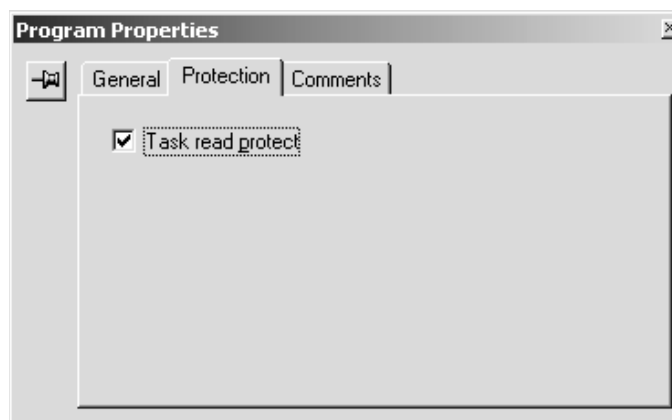 Program Properties
General Protection Comments
Task read protect